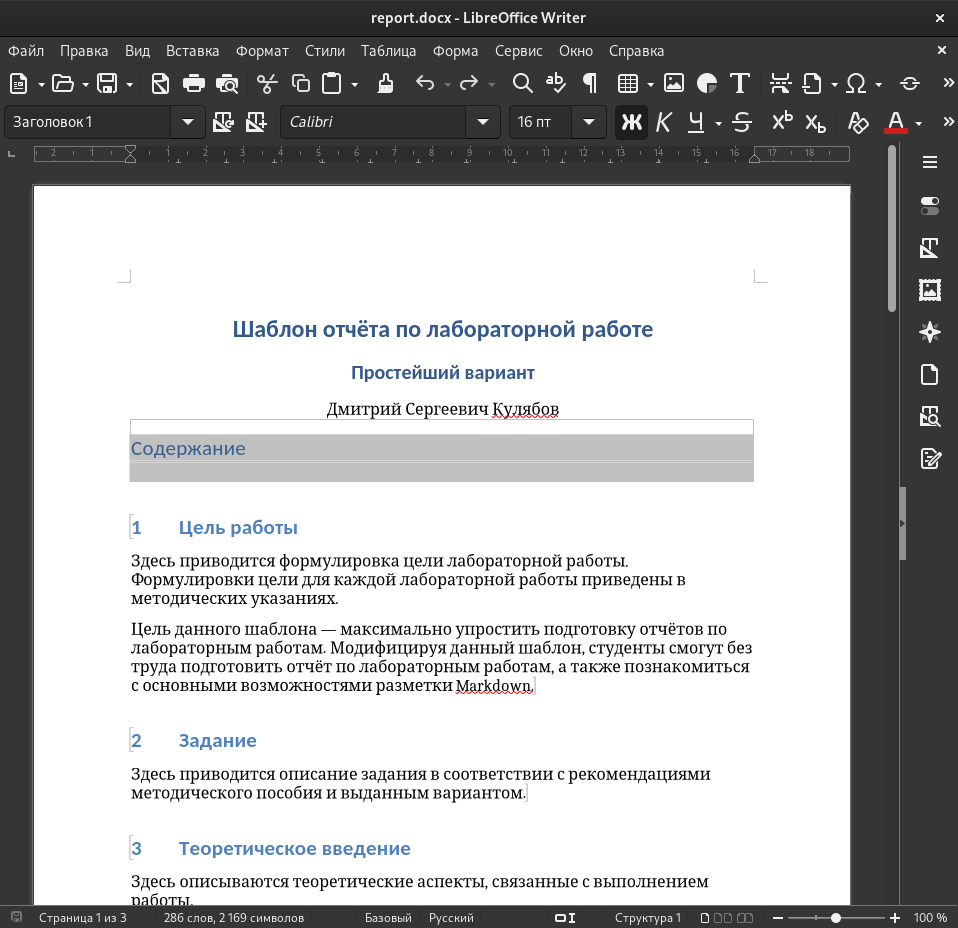 report.docx - LibreOffice Writer
Файл Правка Вид Вставка Формат Стили Таблица Форма Сервис Окно Справка
Заголовок 1 Calibri 16 пт Ж К Ч S
2 1 1 2 3 4 5 6 7 8 9 10 11 12 13 14 15 16 17 18
Шаблон отчёта по лабораторной работе
Простейший вариант
Дмитрий Сергеевич Кулябов
Содержание
1 Цель работы
Здесь приводится формулировка цели лабораторной работы.
Формулировки цели для каждой лабораторной работы приведены в
методических указаниях.
Цель данного шаблона — максимально упростить подготовку отчётов по
лабораторным работам. Модифицируя данный шаблон, студенты смогут без
труда подготовить отчёт по лабораторным работам, а также познакомиться
с основными возможностями разметки Markdown.
2 Задание
Здесь приводится описание задания в соответствии с рекомендациями
методического пособия и выданным вариантом.
3 Теоретическое введение
Здесь описываются теоретические аспекты, связанные с выполнением
работы.
Страница 1 из 3 286 слов, 2 169 символов Базовый Русский Структура 1 100 %